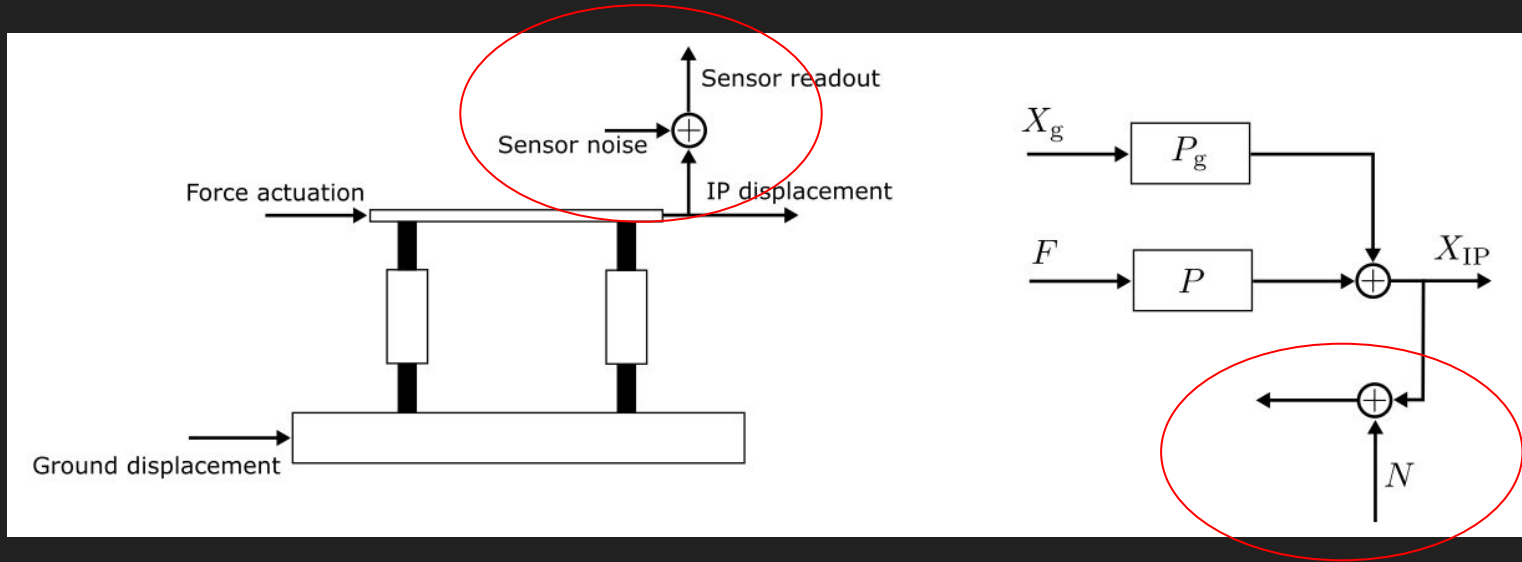 Sensor readout
Sensor noise
Force actuation
IP displacement
Ground displacement
X_g
P_g
F
P
X_IP
N